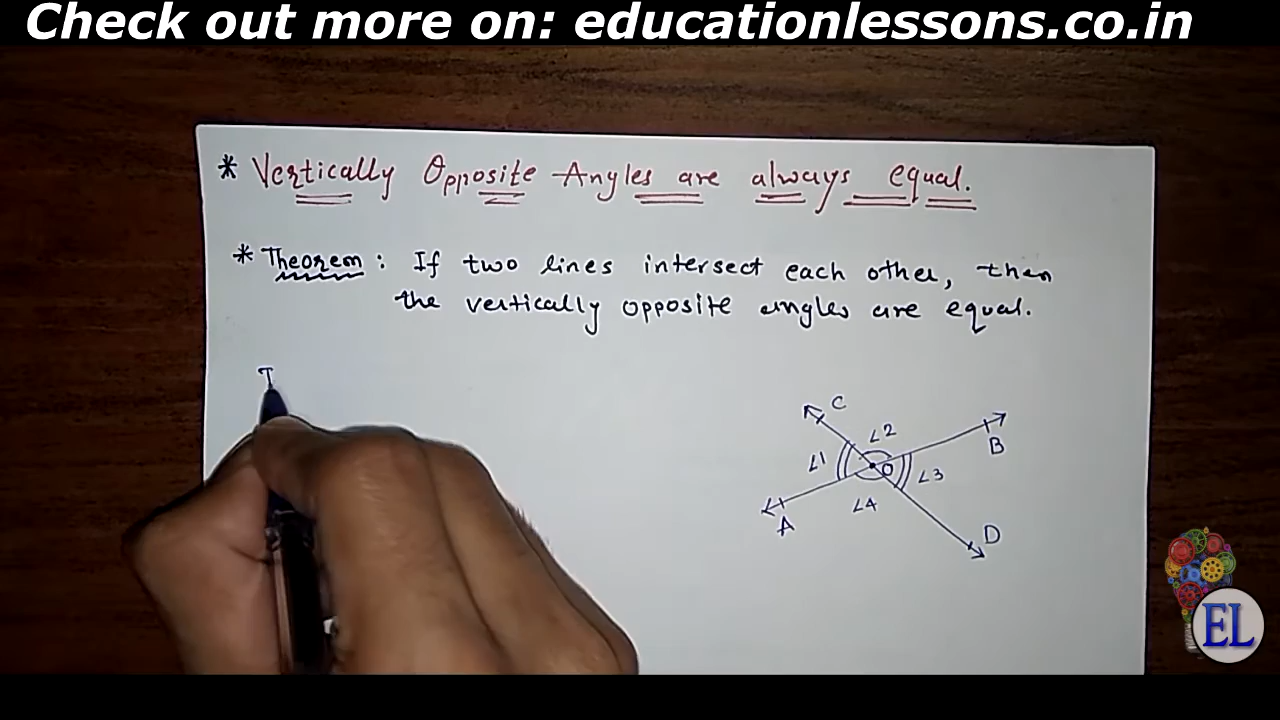 Check out more on: educationlessons.co.in
* Vertically Opposite Angles are always equal.
* Theorem : If two lines intersect each other, then
the vertically opposite angles are equal.
T
C
∠2
B
∠1
O
∠3
∠4
A
D
EL